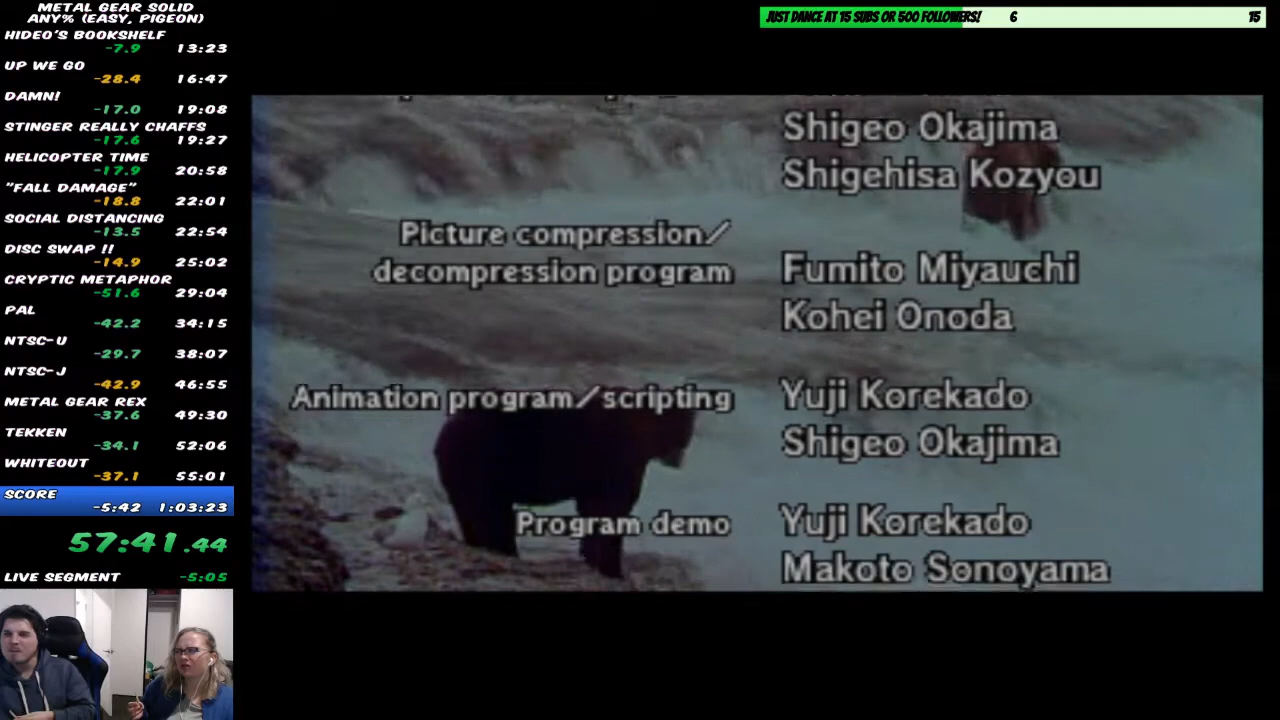 METAL GEAR SOLID
ANY% (EASY, PIGEON)
HIDEO'S BOOKSHELF
-7.9 13:23
UP WE GO
-28.4 16:47
DAMN!
-17.0 19:08
STINGER REALLY CHAFFS
-17.6 19:27
HELICOPTER TIME
-17.9 20:58
"FALL DAMAGE"
-18.8 22:01
SOCIAL DISTANCING
-13.5 22:54
DISC SWAP !!
-14.9 25:02
CRYPTIC METAPHOR
-51.6 29:04
PAL
-42.2 34:15
NTSC-U
-29.7 38:07
NTSC-J
-42.9 46:55
METAL GEAR REX
-37.6 49:30
TEKKEN
-34.1 52:06
WHITEOUT
-37.1 55:01
SCORE
-5:42 1:03:23
57:41.44
LIVE SEGMENT -5:05
JUST DANCE AT 15 SUBS OR 500 FOLLOWERS! 6 15
Shigeo Okajima
Shigehisa Kozyou
Picture compression/
decompression program Fumito Miyauchi
Kohei Onoda
Animation program/scripting Yuji Korekado
Shigeo Okajima
Program demo Yuji Korekado
Makoto Sonoyama